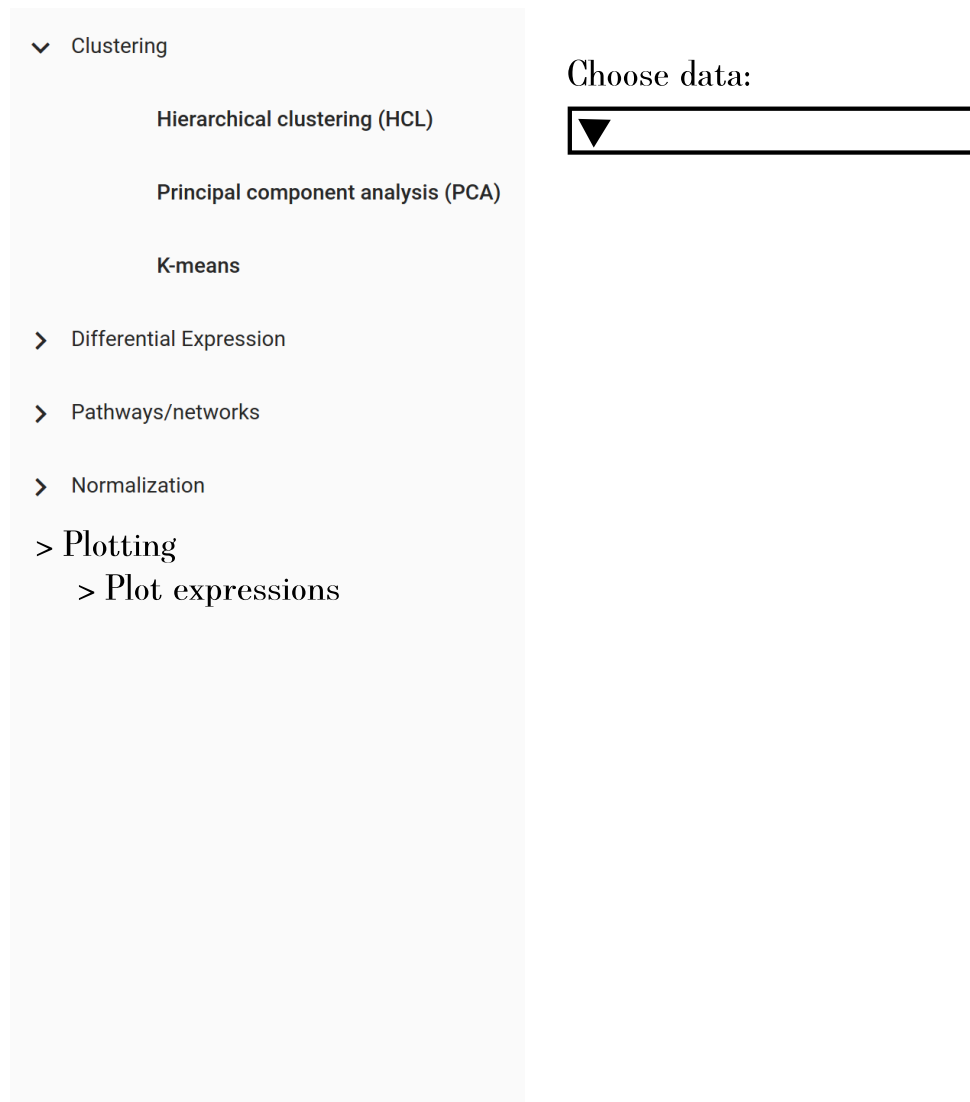 Clustering
Hierarchical clustering (HCL)
Principal component analysis (PCA)
K-means
Differential Expression
Pathways/networks
Normalization
> Plotting
> Plot expressions
Choose data: